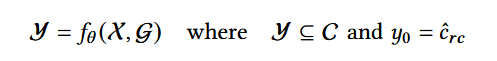 𝒴 = f_θ(𝒳, 𝒢) where 𝒴 ⊆ 𝒞 and y₀ = ĉ_rc